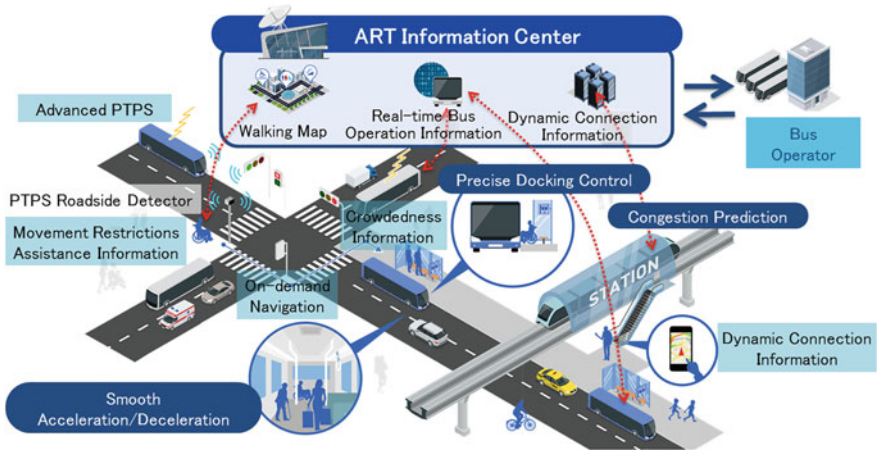 ART Information Center
Walking Map
Real-time Bus
Operation Information
Dynamic Connection
Information
Bus
Operator
Advanced PTPS
PTPS Roadside Detector
Movement Restrictions
Assistance Information
Crowdedness
Information
Precise Docking Control
Congestion Prediction
On-demand
Navigation
STATION
Dynamic Connection
Information
Smooth
Acceleration/Deceleration